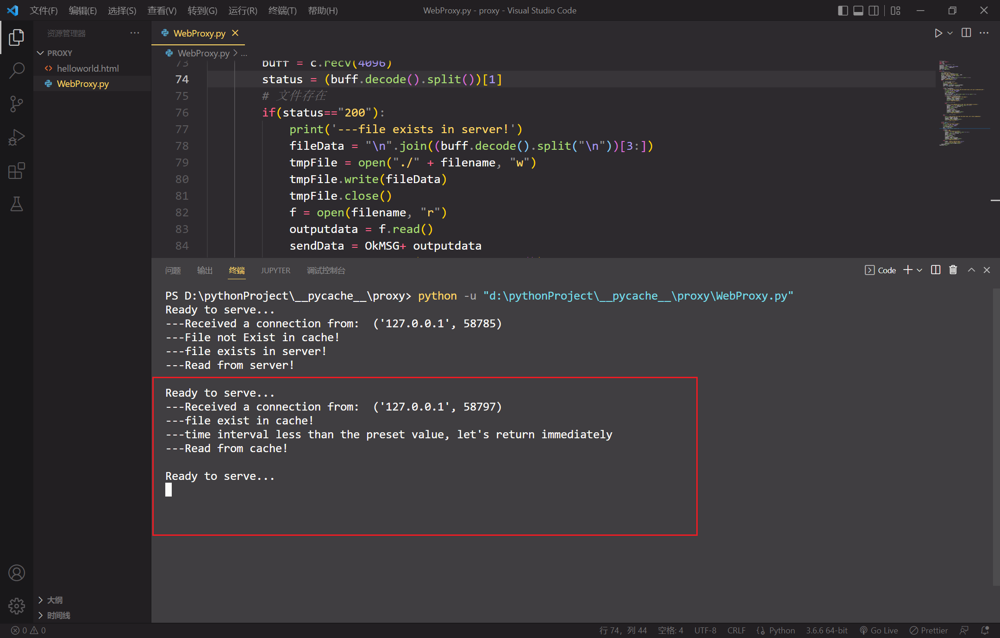 文件(F) 编辑(E) 选择(S) 查看(V) 转到(G) 运行(R) 终端(T) 帮助(H) WebProxy.py - proxy - Visual Studio Code
资源管理器
PROXY
helloworld.html
WebProxy.py
大纲
时间线
WebProxy.py
WebProxy.py > ...
73 buff = c.recv(4096)
74 status = (buff.decode().split())[1]
75 # 文件存在
76 if(status=="200"):
77 print('---file exists in server!')
78 fileData = "\n".join((buff.decode().split("\n"))[3:])
79 tmpFile = open("./" + filename, "w")
80 tmpFile.write(fileData)
81 tmpFile.close()
82 f = open(filename, "r")
83 outputdata = f.read()
84 sendData = OkMSG+ outputdata
问题 输出 终端 JUPYTER 调试控制台 Code
PS D:\pythonProject\__pycache__\proxy> python -u "d:\pythonProject\__pycache__\proxy\WebProxy.py"
Ready to serve...
---Received a connection from:  ('127.0.0.1', 58785)
---File not Exist in cache!
---file exists in server!
---Read from server!
Ready to serve...
---Received a connection from:  ('127.0.0.1', 58797)
---file exist in cache!
---time interval less than the preset value, let's return immediately
---Read from cache!
Ready to serve...
0 0 行 74，列 44 空格: 4 UTF-8 CRLF Python 3.6.6 64-bit Go Live Prettier